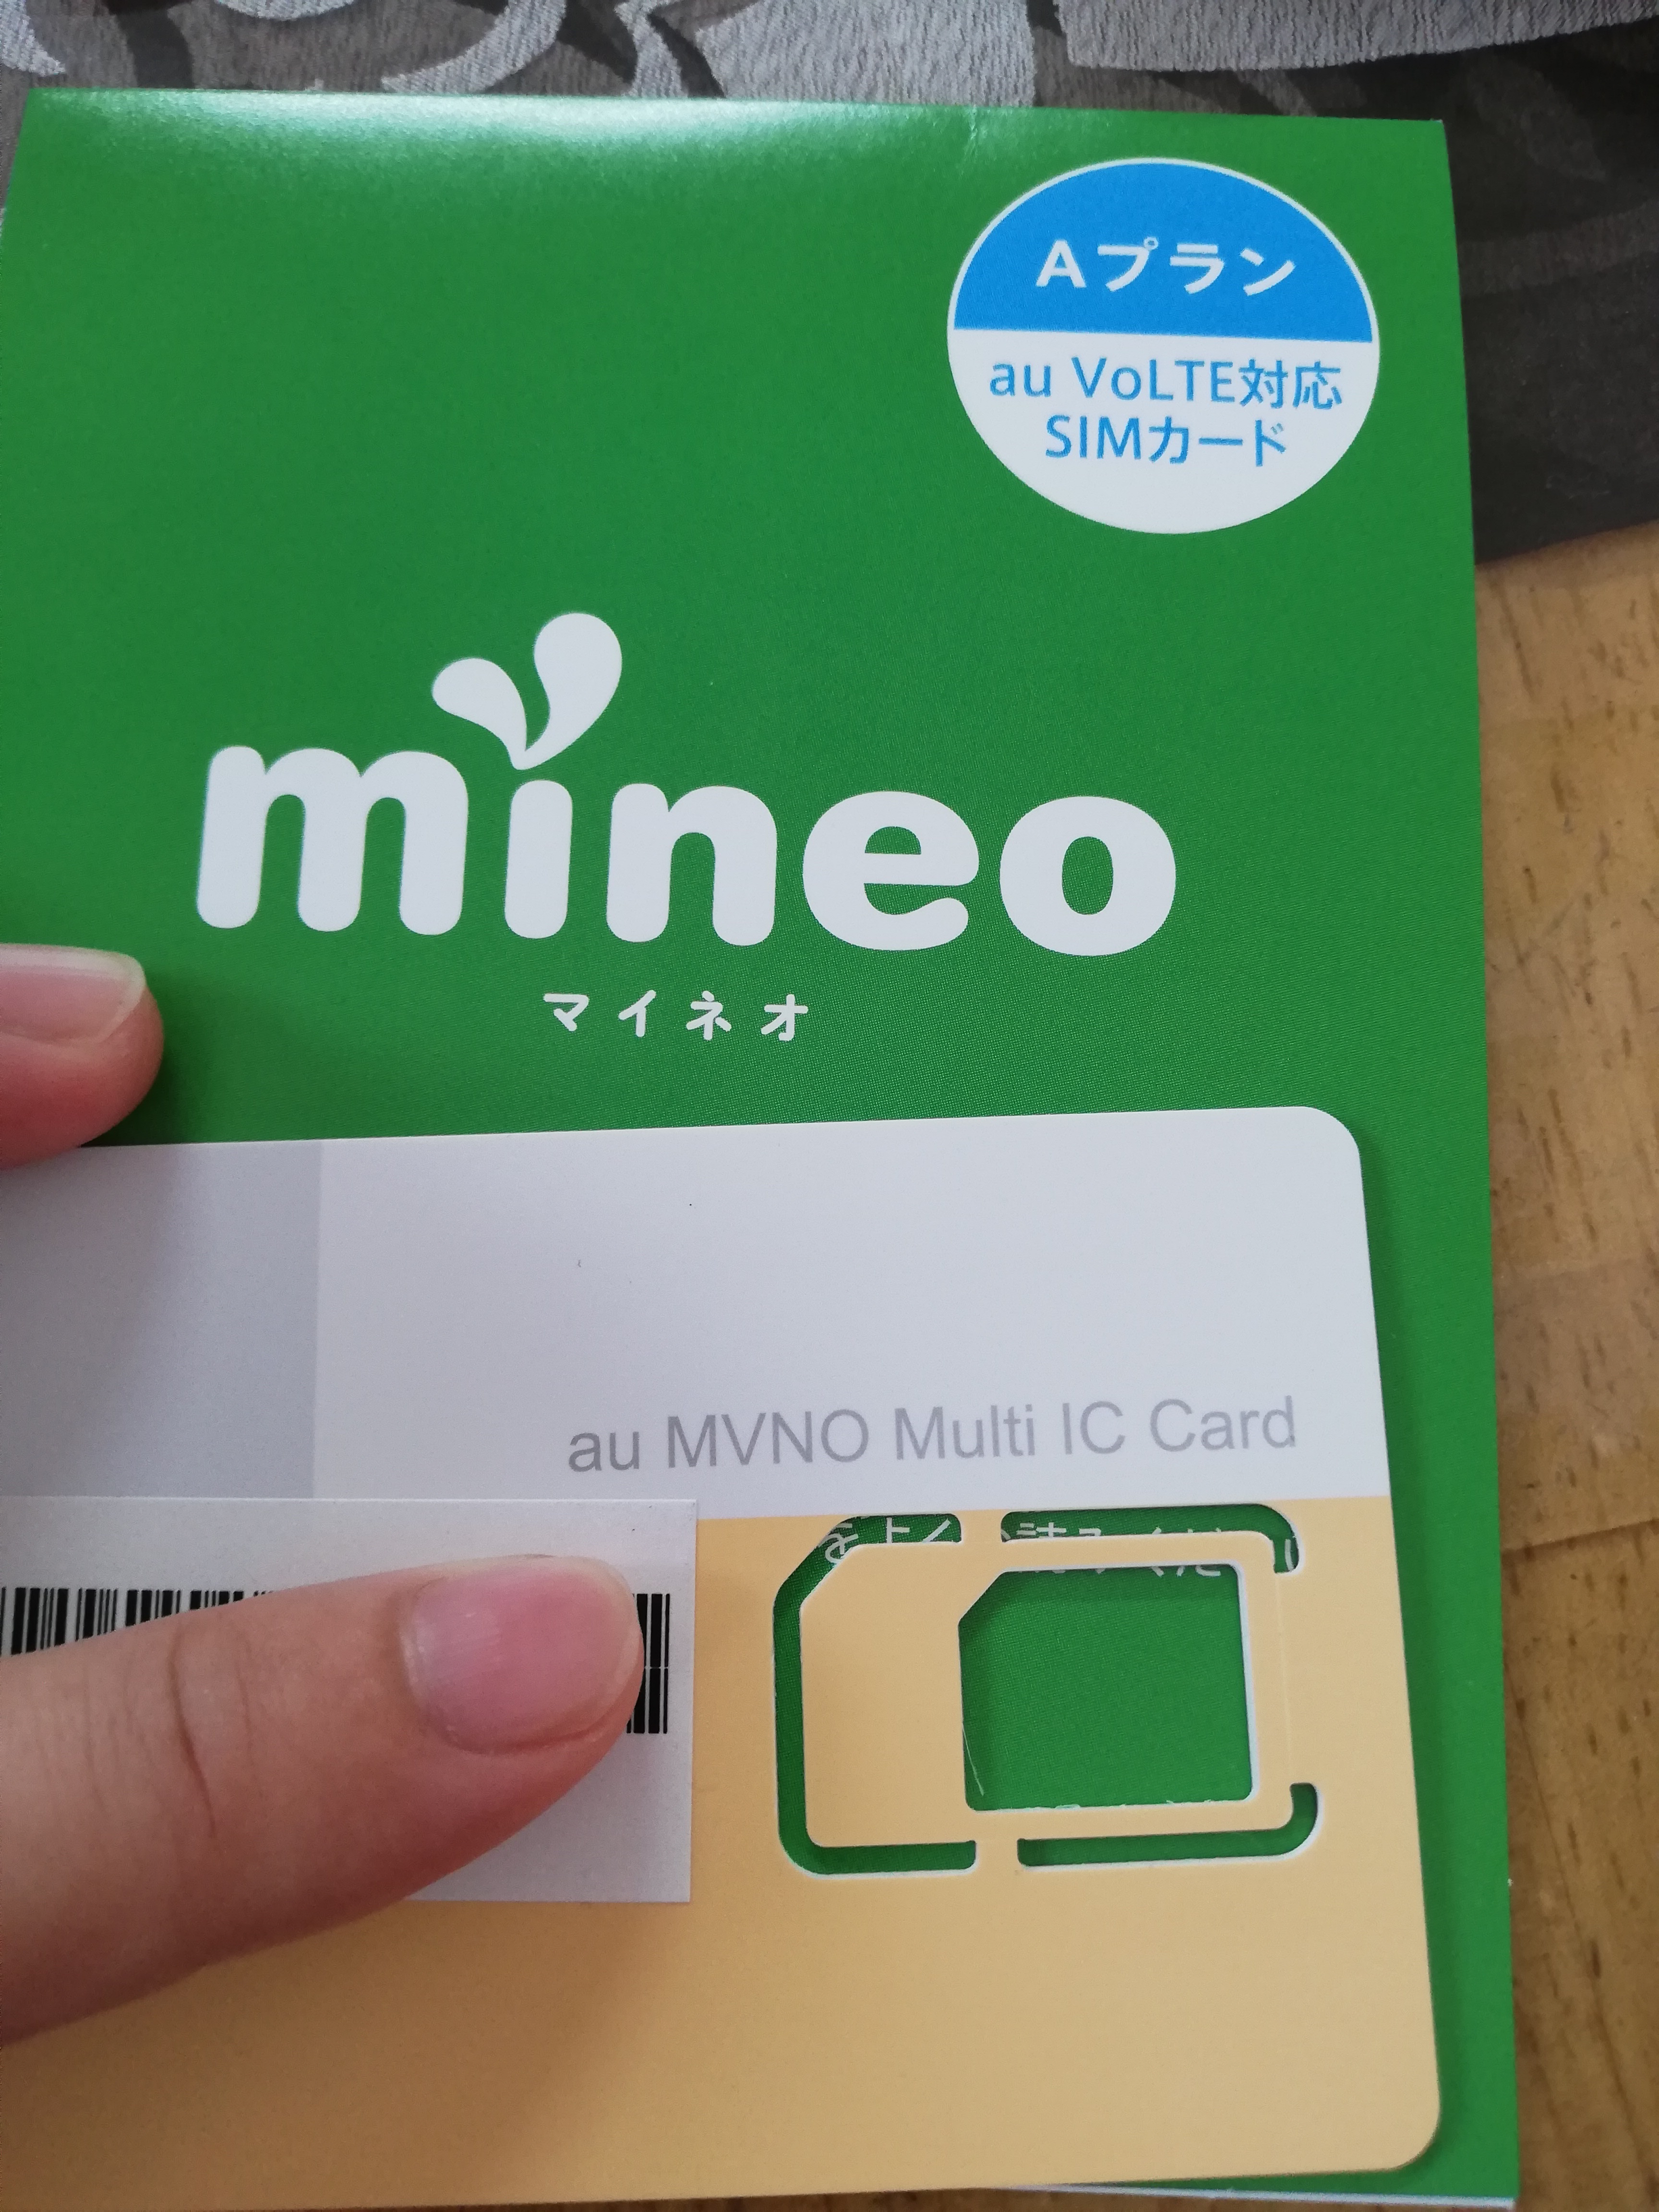 Aプラン
au VoLTE対応
SIMカード
mineo
マイネオ
au MVNO Multi IC Card